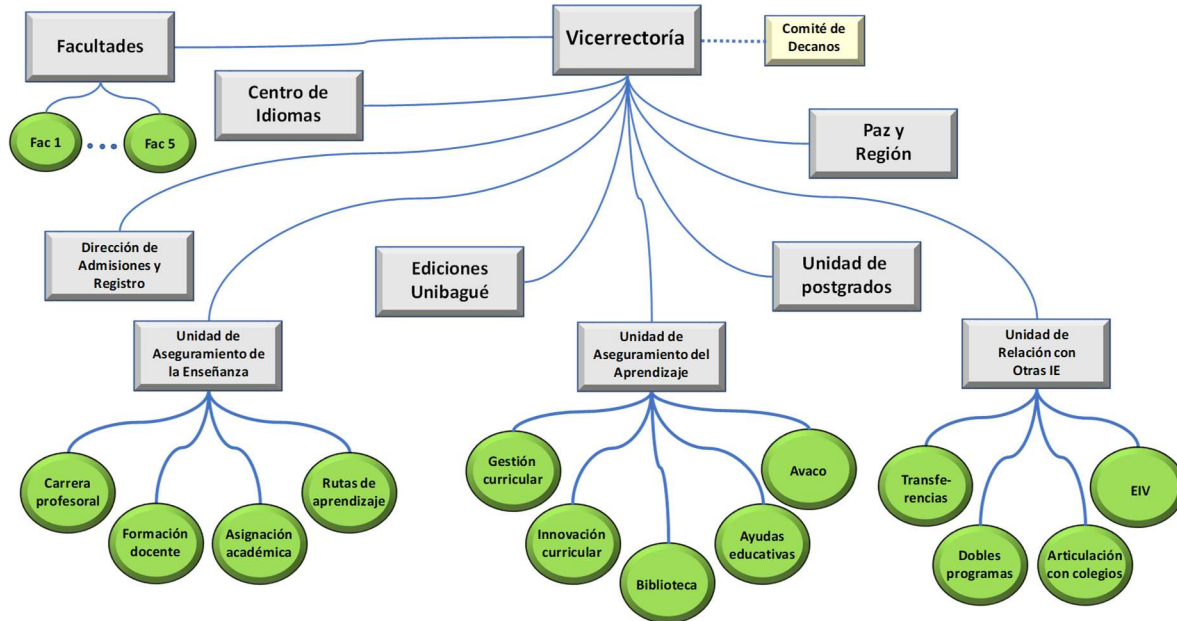 Facultades
Vicerrectoría
Comité de
Decanos
Centro de
Idiomas
Fac 1
Fac 5
Paz y
Región
Dirección de
Admisiones y
Registro
Ediciones
Unibagué
Unidad de
postgrados
Unidad de
Aseguramiento de
la Enseñanza
Unidad de
Aseguramiento del
Aprendizaje
Unidad de
Relación con
Otras IE
Carrera
profesoral
Formación
docente
Asignación
académica
Rutas de
aprendizaje
Gestión
curricular
Innovación
curricular
Biblioteca
Ayudas
educativas
Avaco
Transfe-
rencias
Dobles
programas
Articulación
con colegios
EIV